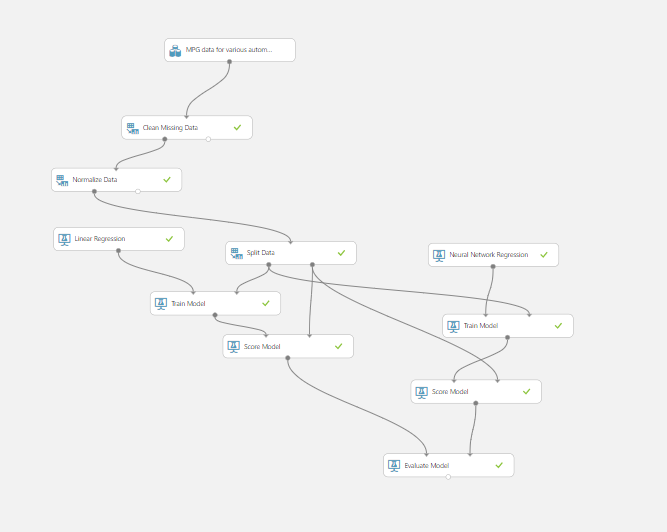 MPG data for various autom...
Clean Missing Data
Normalize Data
Linear Regression
Split Data
Neural Network Regression
Train Model
Train Model
Score Model
Score Model
Evaluate Model